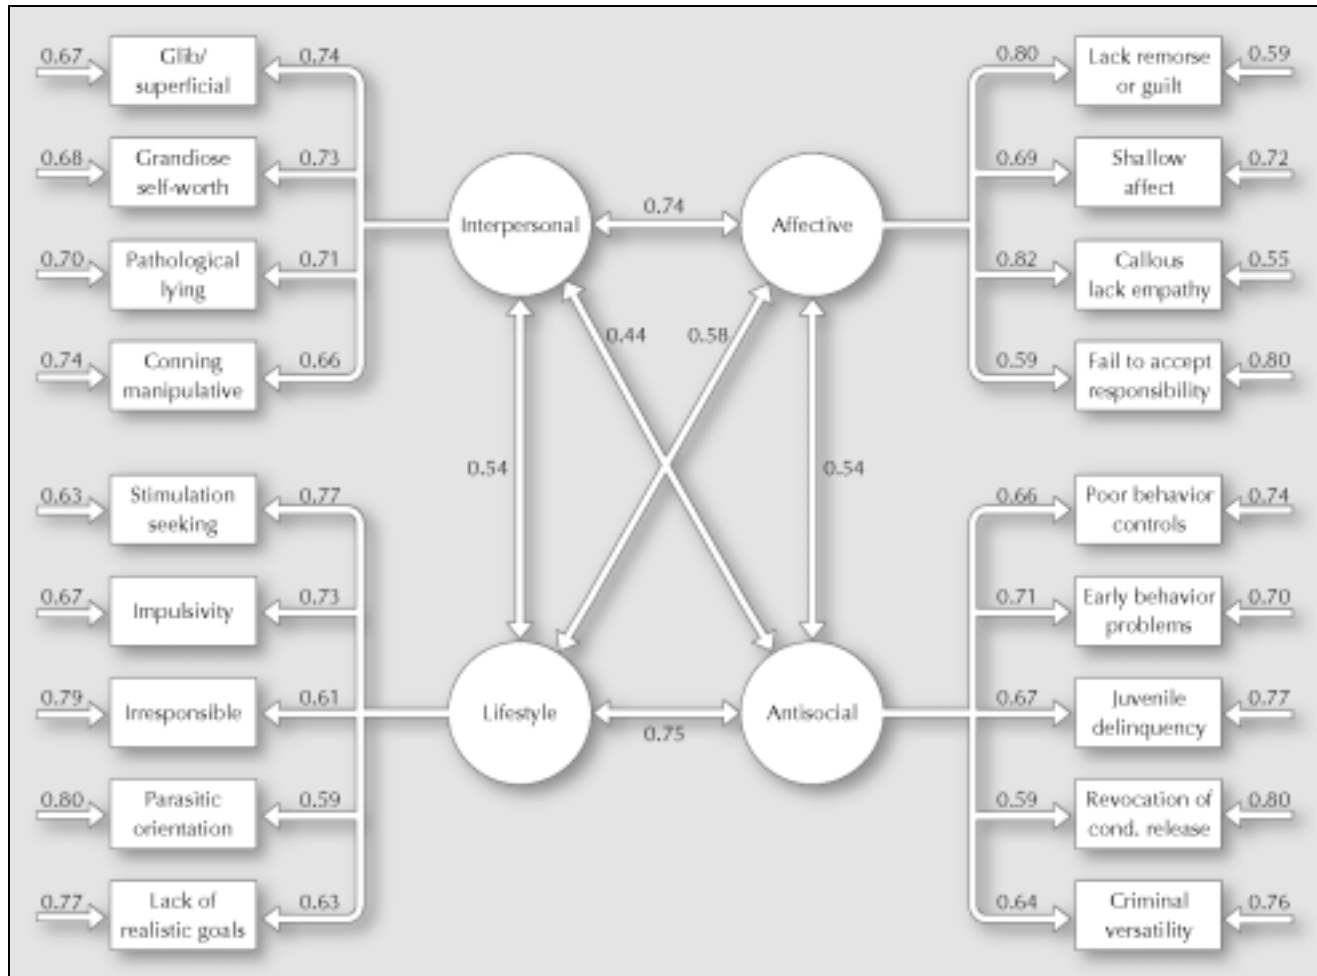 0.67
Glib/
superficial
0.74
0.68
Grandiose
self-worth
0.73
0.70
Pathological
lying
0.71
0.74
Conning
manipulative
0.66
0.63
Stimulation
seeking
0.77
0.67
Impulsivity
0.73
0.79
Irresponsible
0.61
0.80
Parasitic
orientation
0.59
0.77
Lack of
realistic goals
0.63
Interpersonal
0.74
Affective
0.44
0.58
0.54
0.54
Lifestyle
0.75
Antisocial
0.80
Lack remorse
or guilt
0.59
0.69
Shallow
affect
0.72
0.82
Callous
lack empathy
0.55
0.59
Fail to accept
responsibility
0.80
0.66
Poor behavior
controls
0.74
0.71
Early behavior
problems
0.70
0.67
Juvenile
delinquency
0.77
0.59
Revocation of
cond. release
0.80
0.64
Criminal
versatility
0.76